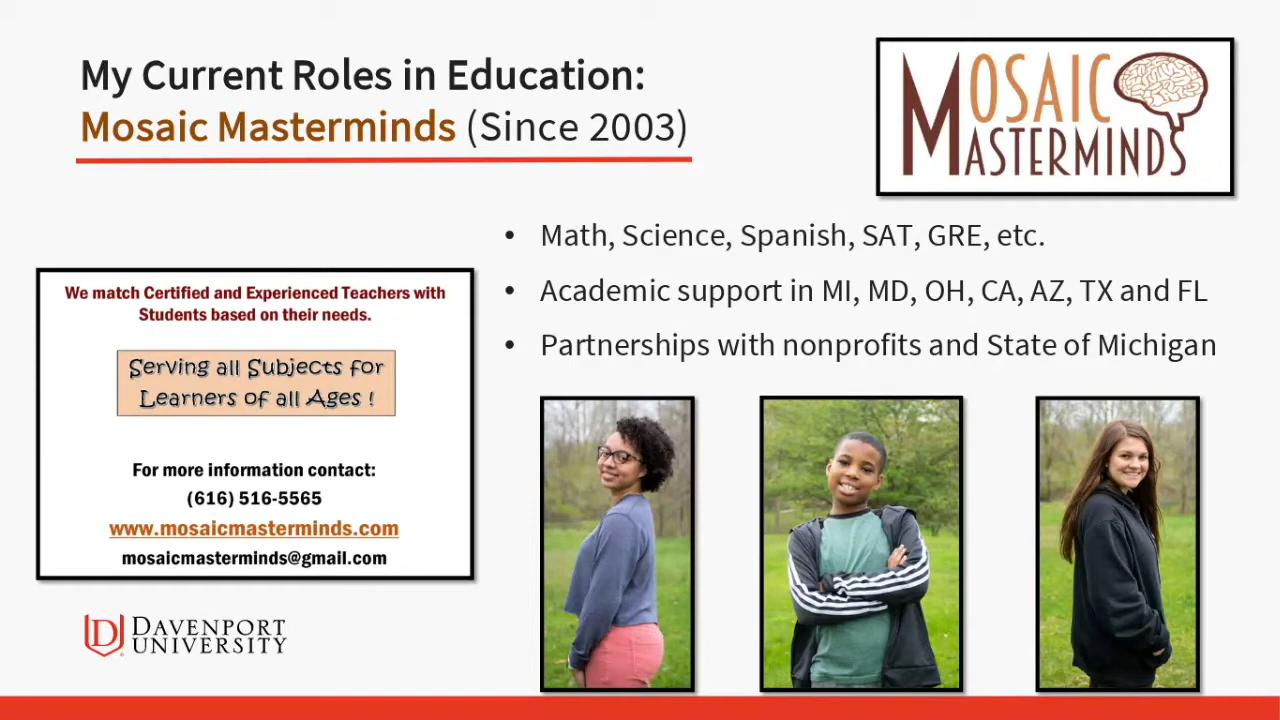 My Current Roles in Education:
Mosaic Masterminds (Since 2003)
MOSAIC
MASTERMINDS
• Math, Science, Spanish, SAT, GRE, etc.
• Academic support in MI, MD, OH, CA, AZ, TX and FL
• Partnerships with nonprofits and State of Michigan
We match Certified and Experienced Teachers with
Students based on their needs.
Serving all Subjects for
Learners of all Ages !
For more information contact:
(616) 516-5565
www.mosaicmasterminds.com
mosaicmasterminds@gmail.com
D DAVENPORT
UNIVERSITY